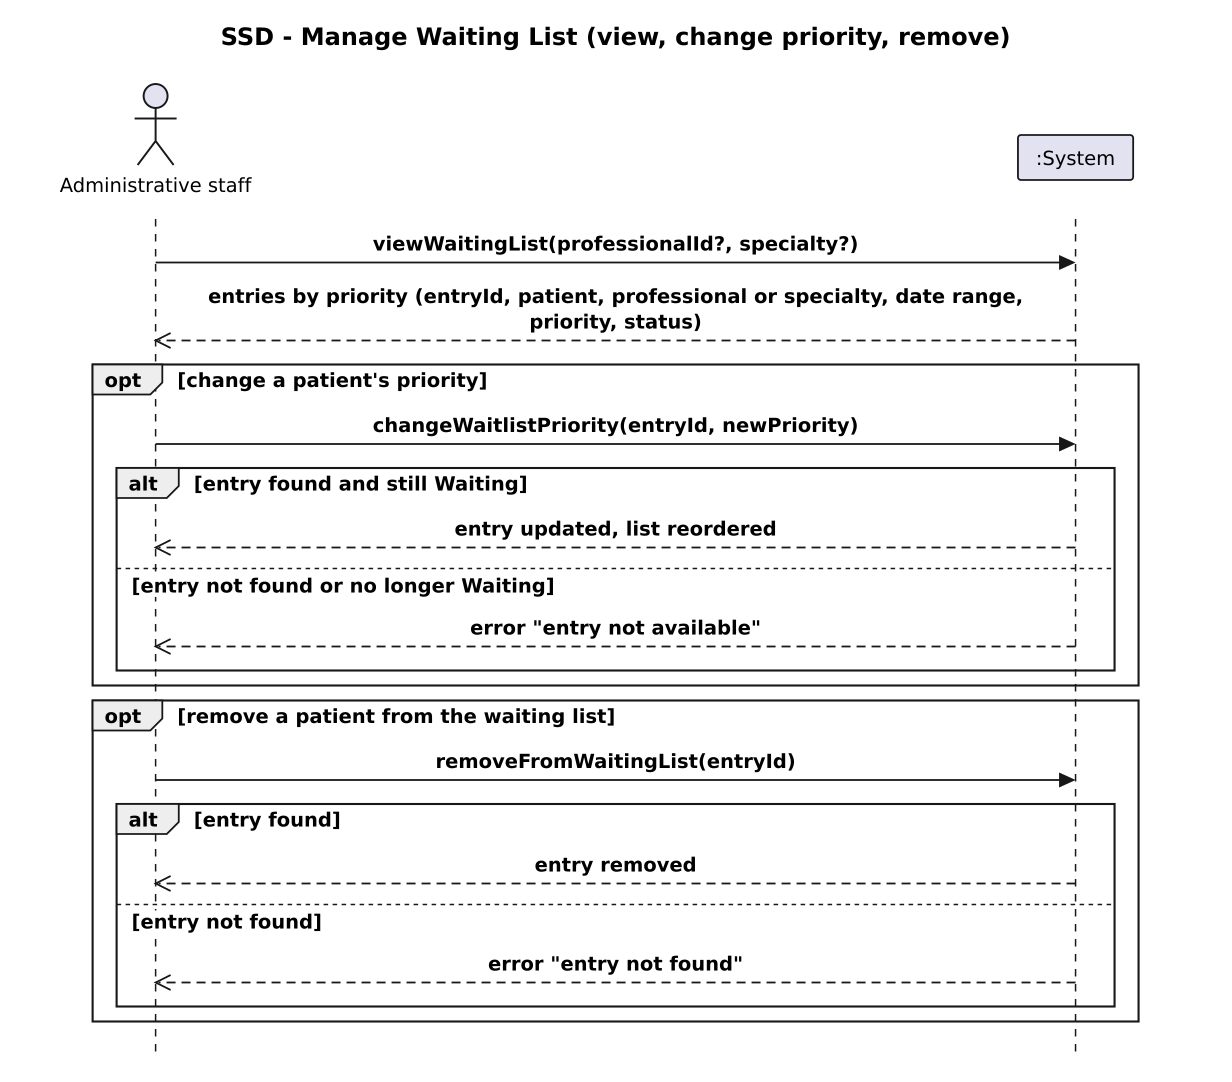 SSD - Manage Waiting List (view, change priority, remove)
Administrative staff
:System
viewWaitingList(professionalId?, specialty?)
entries by priority (entryId, patient, professional or specialty, date range,
priority, status)
opt [change a patient's priority]
changeWaitlistPriority(entryId, newPriority)
alt [entry found and still Waiting]
entry updated, list reordered
[entry not found or no longer Waiting]
error "entry not available"
opt [remove a patient from the waiting list]
removeFromWaitingList(entryId)
alt [entry found]
entry removed
[entry not found]
error "entry not found"